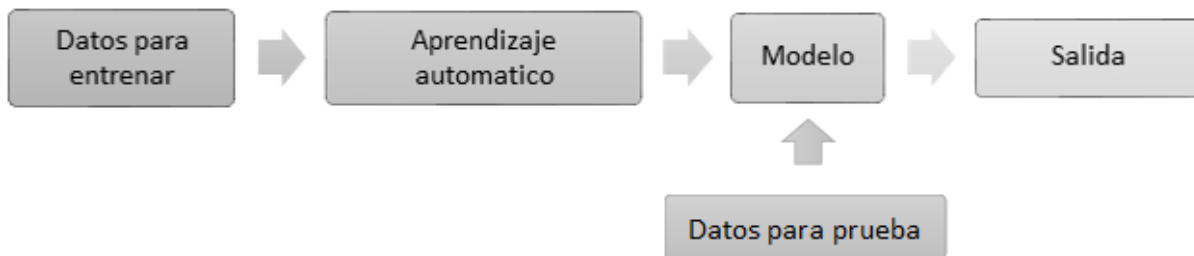 Datos para
entrenar
Aprendizaje
automatico
Modelo
Salida
Datos para prueba